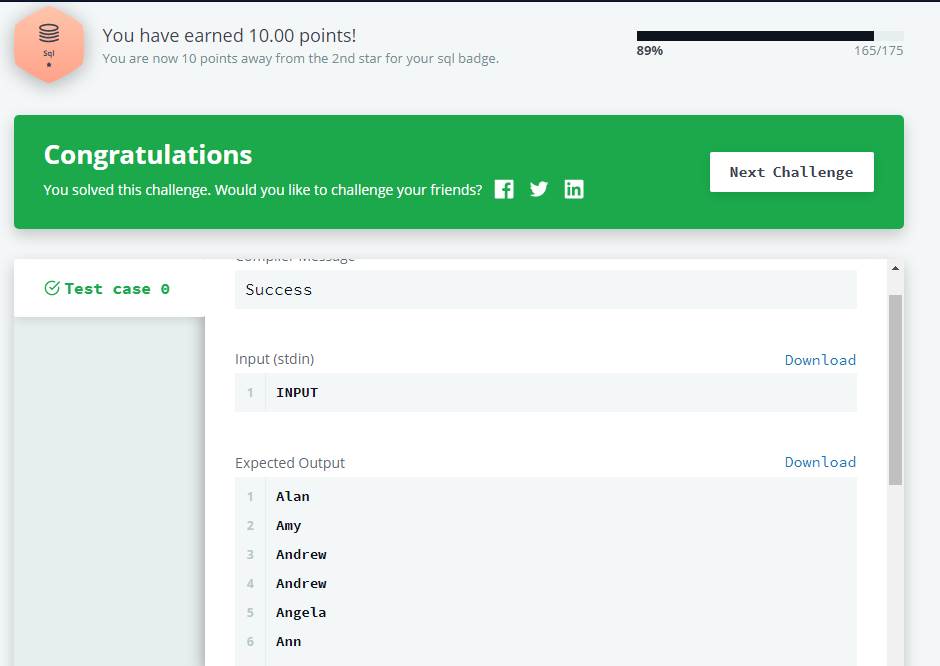 You have earned 10.00 points!
Sql
You are now 10 points away from the 2nd star for your sql badge.
89%
165/175
Congratulations
You solved this challenge. Would you like to challenge your friends?
Next Challenge
Compiler Message
Test case 0
Success
Input (stdin)
Download
1 INPUT
Expected Output
Download
1 Alan
2 Amy
3 Andrew
4 Andrew
5 Angela
6 Ann